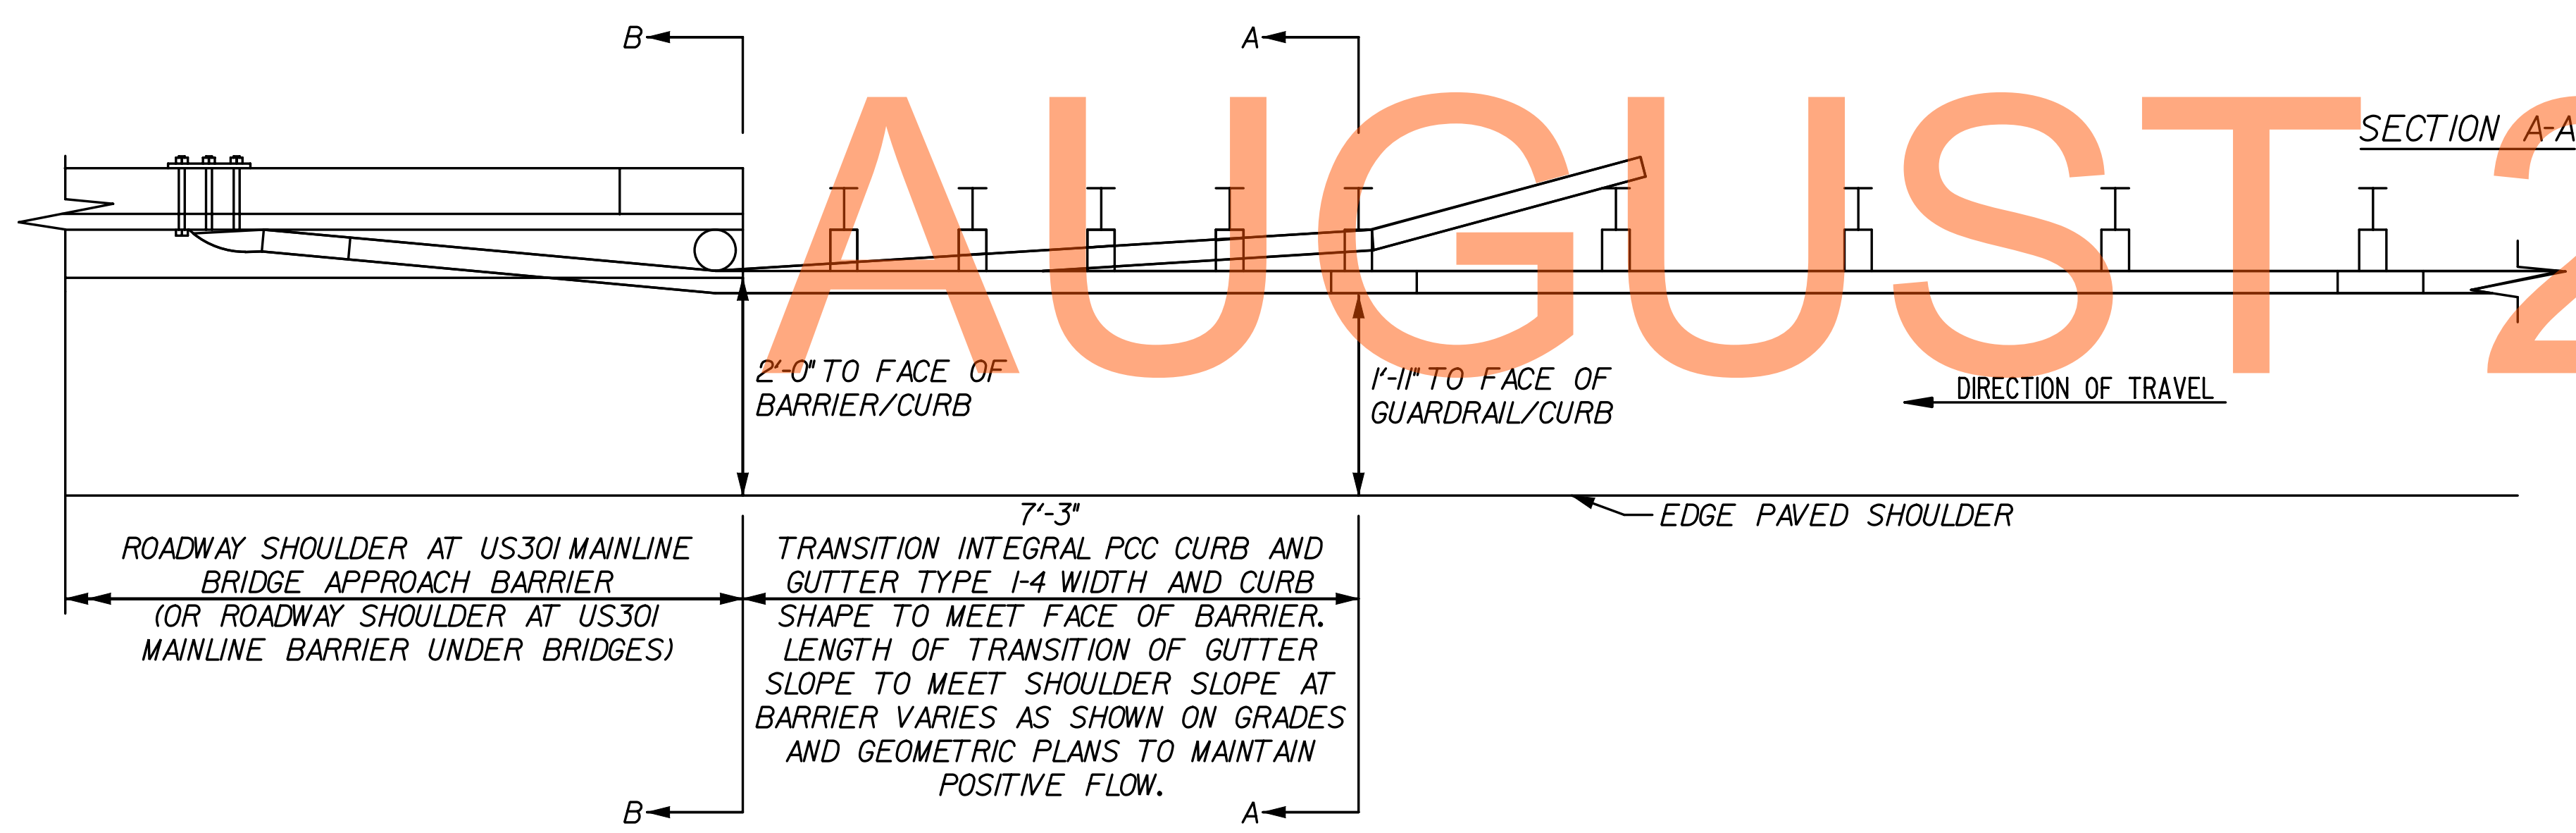 B
A
AUGUST 2
SECTION A-A
2'-0" TO FACE OF
BARRIER/CURB
1'-11" TO FACE OF
GUARDRAIL/CURB
DIRECTION OF TRAVEL
EDGE PAVED SHOULDER
ROADWAY SHOULDER AT US301 MAINLINE
BRIDGE APPROACH BARRIER
(OR ROADWAY SHOULDER AT US301
MAINLINE BARRIER UNDER BRIDGES)
7'-3"
TRANSITION INTEGRAL PCC CURB AND
GUTTER TYPE 1-4 WIDTH AND CURB
SHAPE TO MEET FACE OF BARRIER.
LENGTH OF TRANSITION OF GUTTER
SLOPE TO MEET SHOULDER SLOPE AT
BARRIER VARIES AS SHOWN ON GRADES
AND GEOMETRIC PLANS TO MAINTAIN
POSITIVE FLOW.
B
A